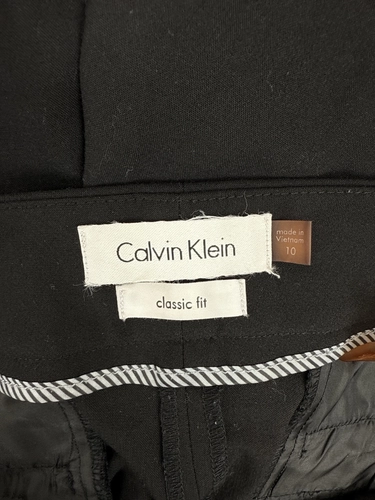 Calvin Klein
classic fit
made in
Vietnam
10